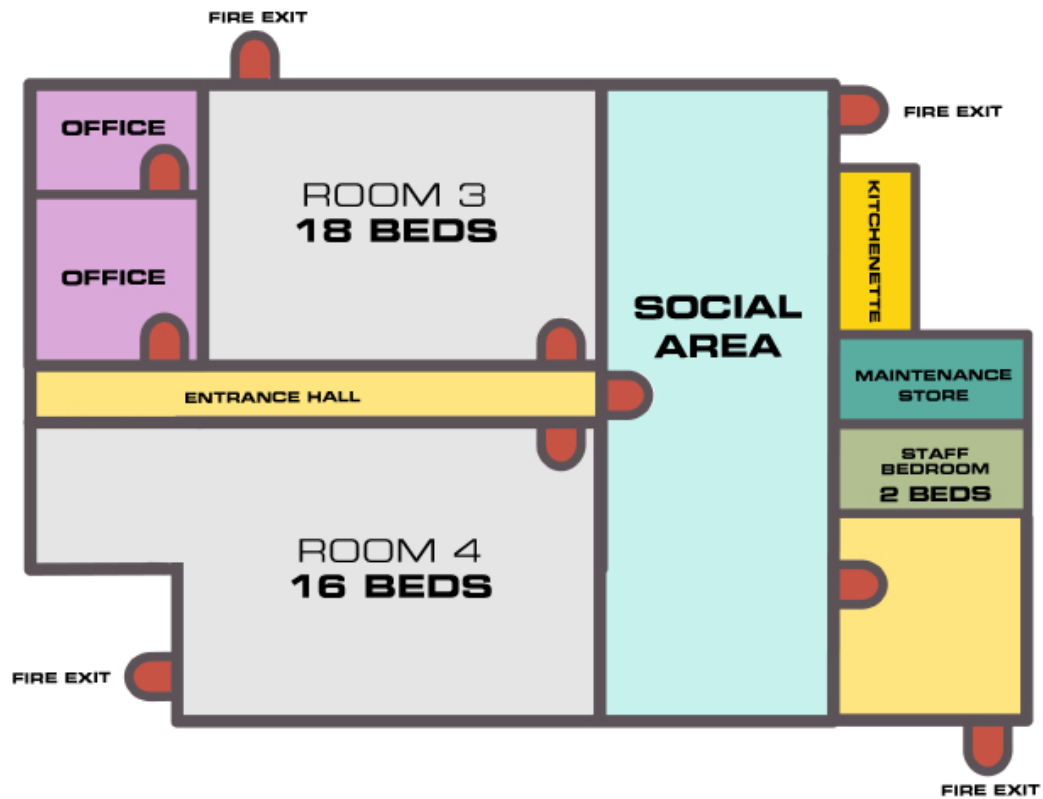 FIRE EXIT
FIRE EXIT
OFFICE
ROOM 3
18 BEDS
KITCHENETTE
OFFICE
SOCIAL
AREA
ENTRANCE HALL
MAINTENANCE
STORE
STAFF
BEDROOM
2 BEDS
ROOM 4
16 BEDS
FIRE EXIT
FIRE EXIT